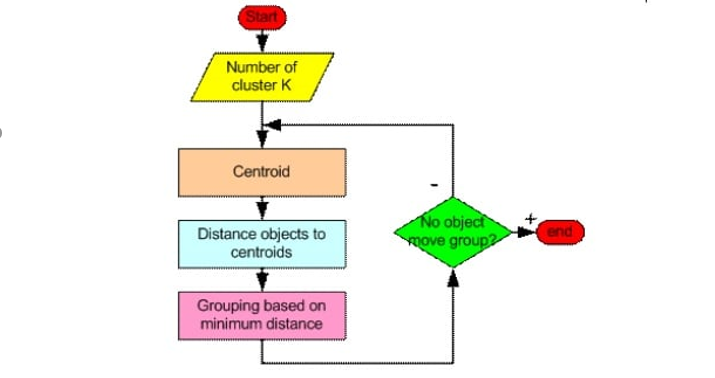 Start
Number of
cluster K
Centroid
Distance objects to
centroids
Grouping based on
minimum distance
-
No object
move group?
+
end